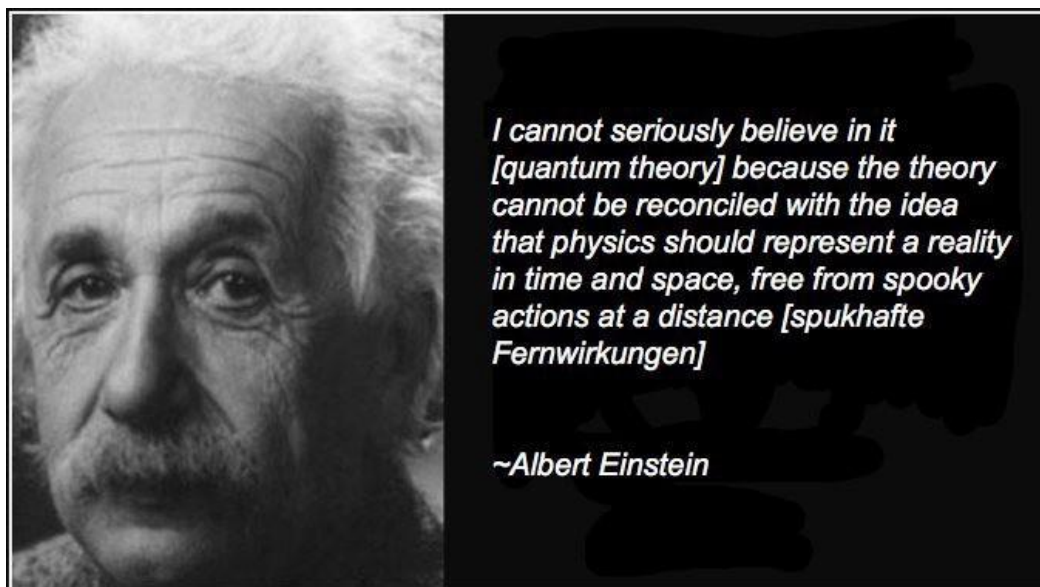 I cannot seriously believe in it
[quantum theory] because the theory
cannot be reconciled with the idea
that physics should represent a reality
in time and space, free from spooky
actions at a distance [spukhafte
Fernwirkungen]
~Albert Einstein